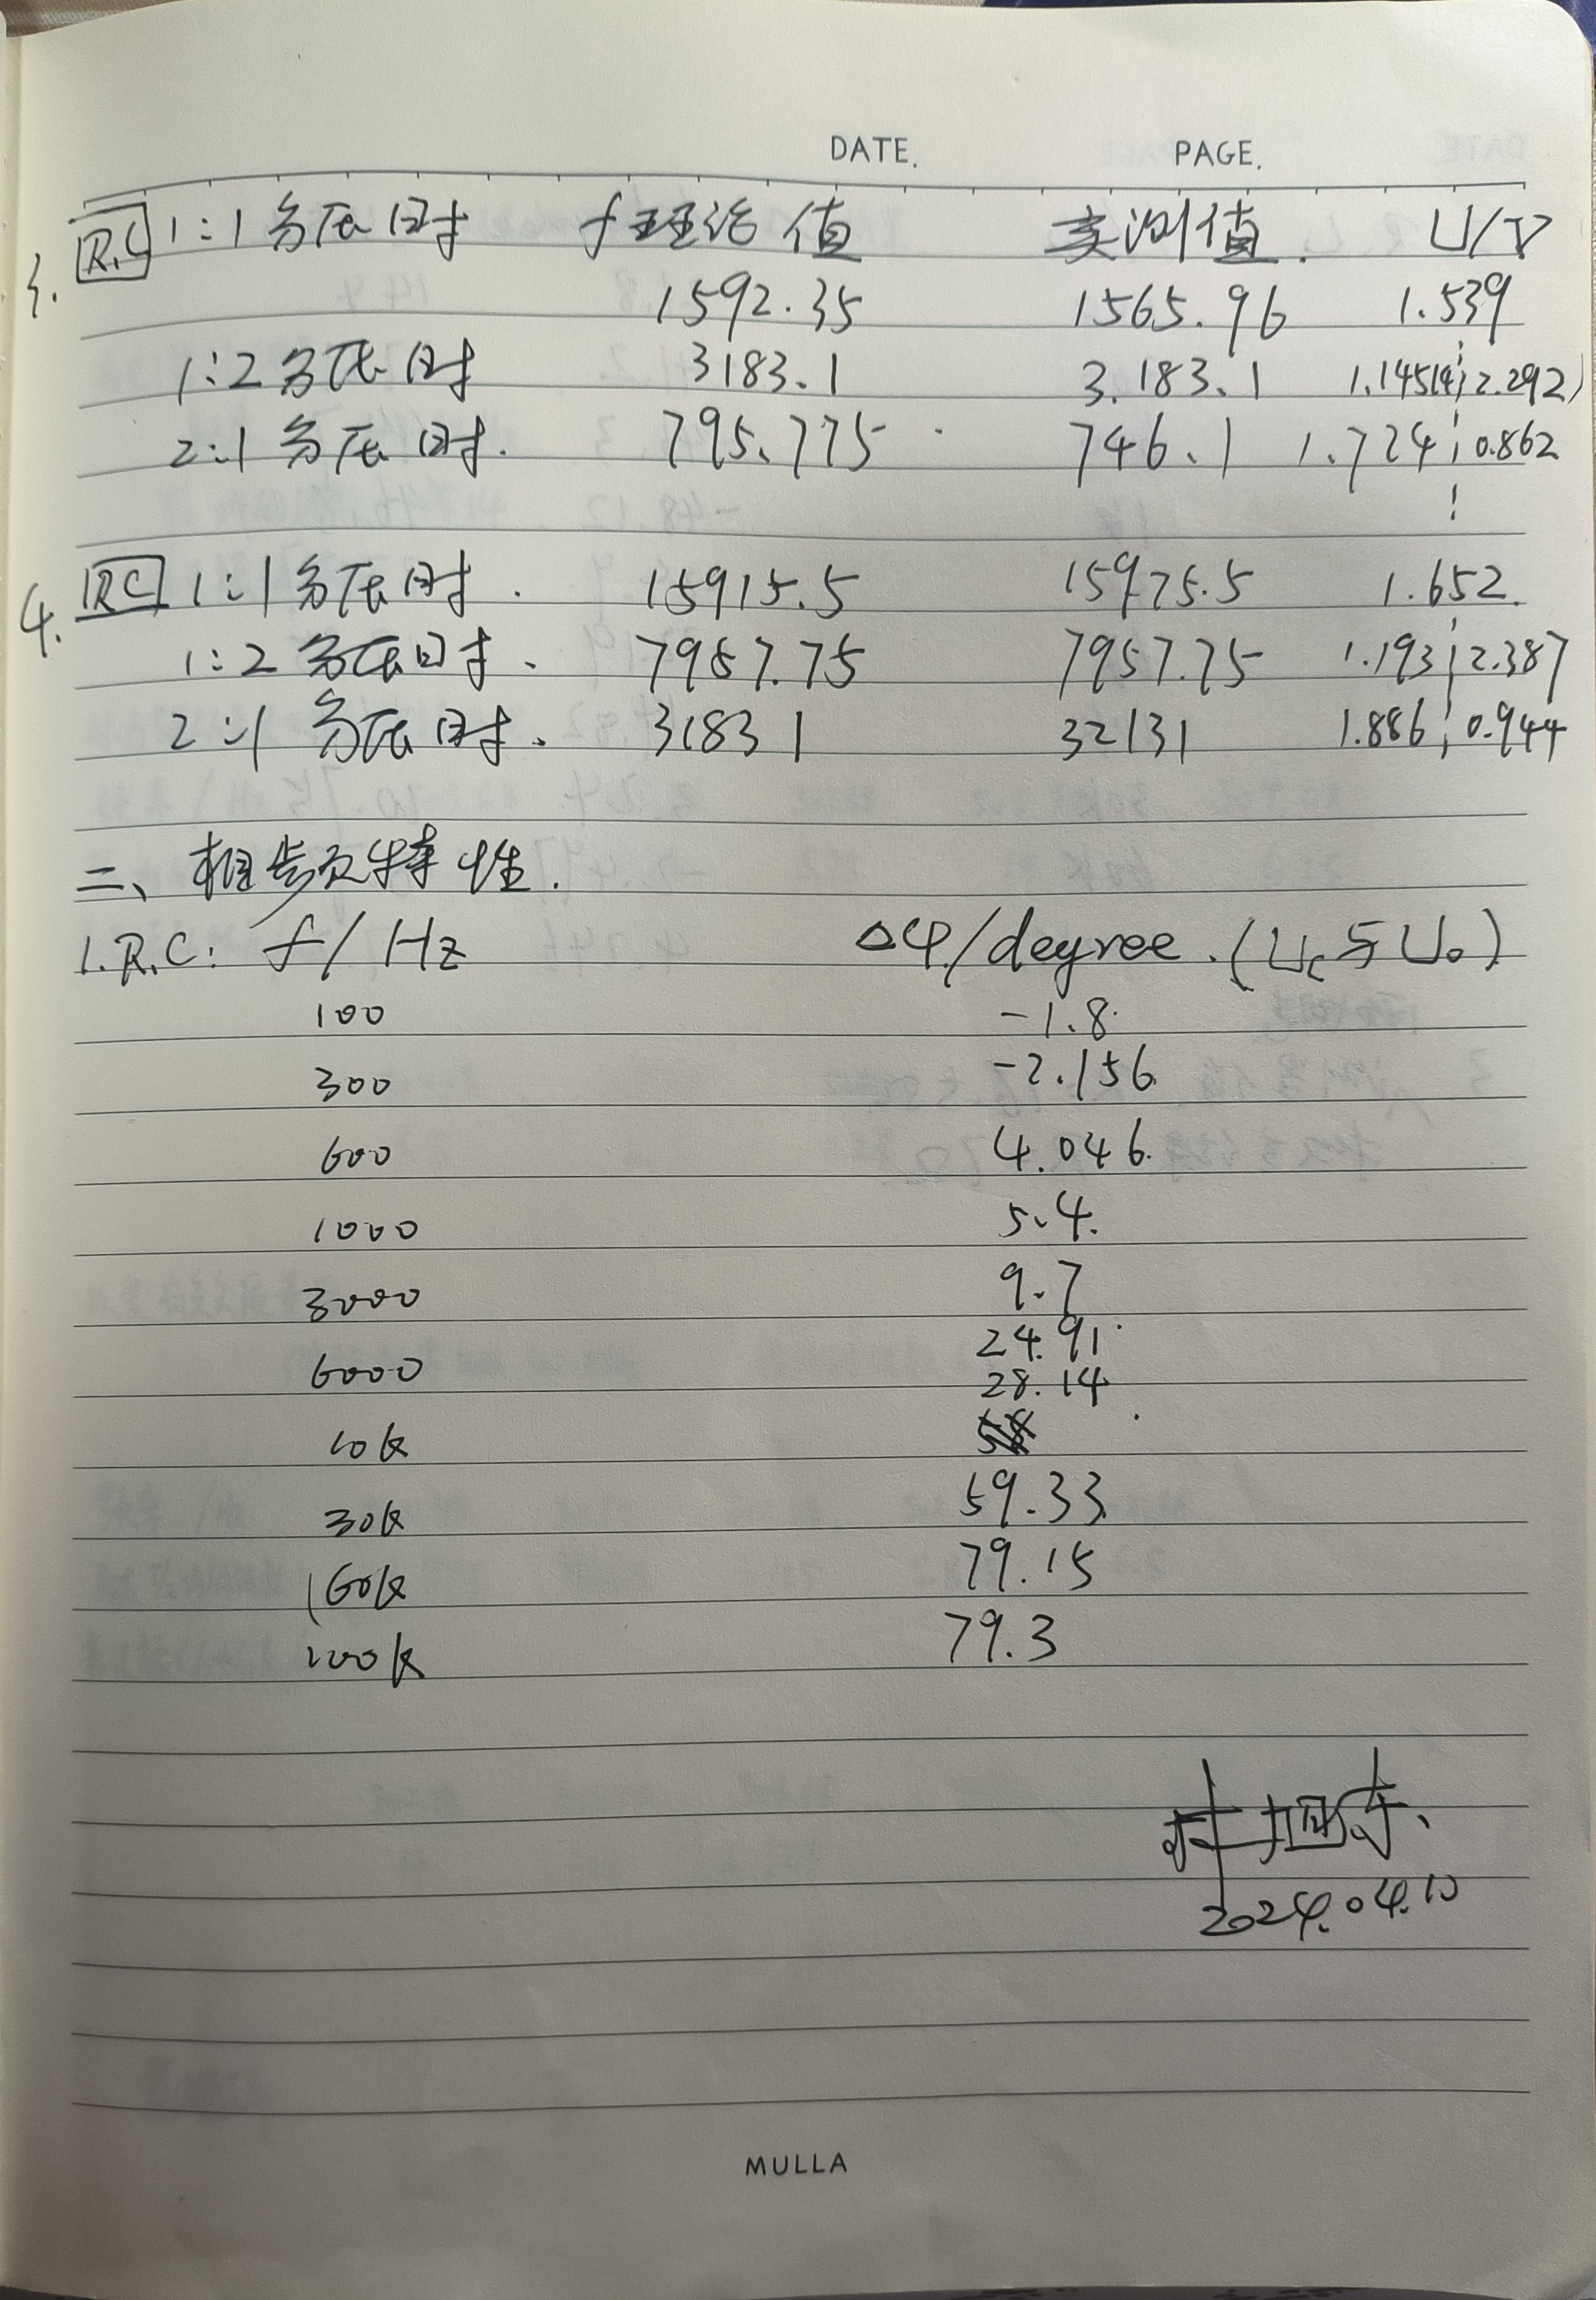 DATE. PAGE.
3. R.C 1:1分压时 f理论值 实测值. U/V
1592.35 1565.96 1.539
1:2分压时 3183.1 3.183.1 1.145(4; 2.292)
2:1分压时. 795.775 746.1 1.724; 0.862
4. RC 1:1分压时. 15915.5 15975.5 1.652.
1:2分压时. 7957.75 7957.75 1.193; 2.387
2:1分压时. 31831 32131 1.886; 0.944
二、相频特性.
1.R.C: f/Hz Δφ/degree.(Uc与U。)
100 -1.8
300 -2.156
600 4.046
1000 5.4.
3000 9.7
24.91
6000 28.14
10k
30k 59.33
60k 79.15
100k 79.3
2024.04.10
MULLA